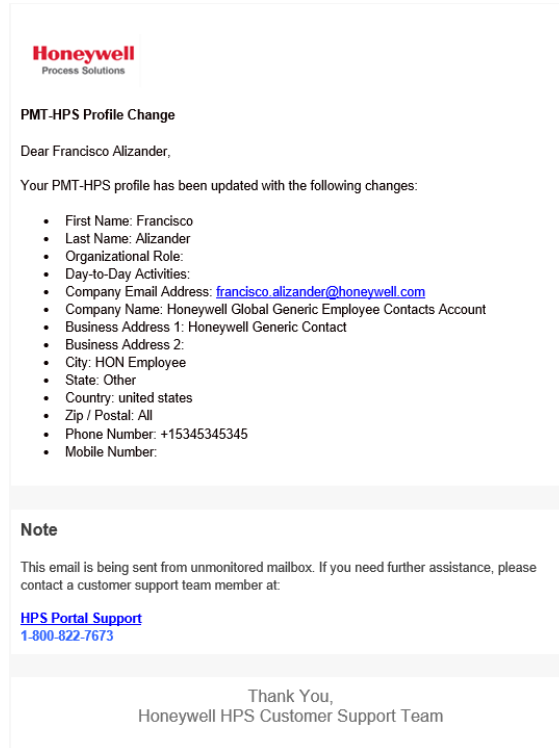 Honeywell
Process Solutions
PMT-HPS Profile Change
Dear Francisco Alizander,
Your PMT-HPS profile has been updated with the following changes:
• First Name: Francisco
• Last Name: Alizander
• Organizational Role:
• Day-to-Day Activities:
• Company Email Address: francisco.alizander@honeywell.com
• Company Name: Honeywell Global Generic Employee Contacts Account
• Business Address 1: Honeywell Generic Contact
• Business Address 2:
• City: HON Employee
• State: Other
• Country: united states
• Zip / Postal: All
• Phone Number: +15345345345
• Mobile Number:
Note
This email is being sent from unmonitored mailbox. If you need further assistance, please
contact a customer support team member at:
HPS Portal Support
1-800-822-7673
Thank You,
Honeywell HPS Customer Support Team